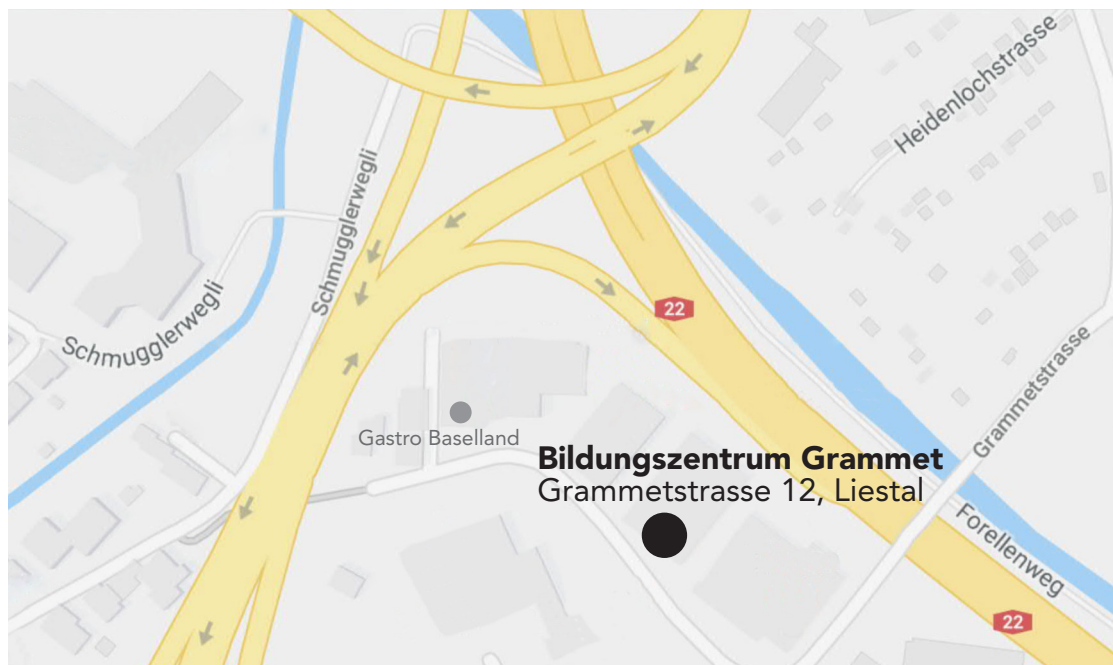 Heidenlochstrasse
Schmugglerwegli
Schmugglerwegli
22
Grammetstrasse
Gastro Baselland
Bildungszentrum Grammet
Grammetstrasse 12, Liestal
Forellenweg
22